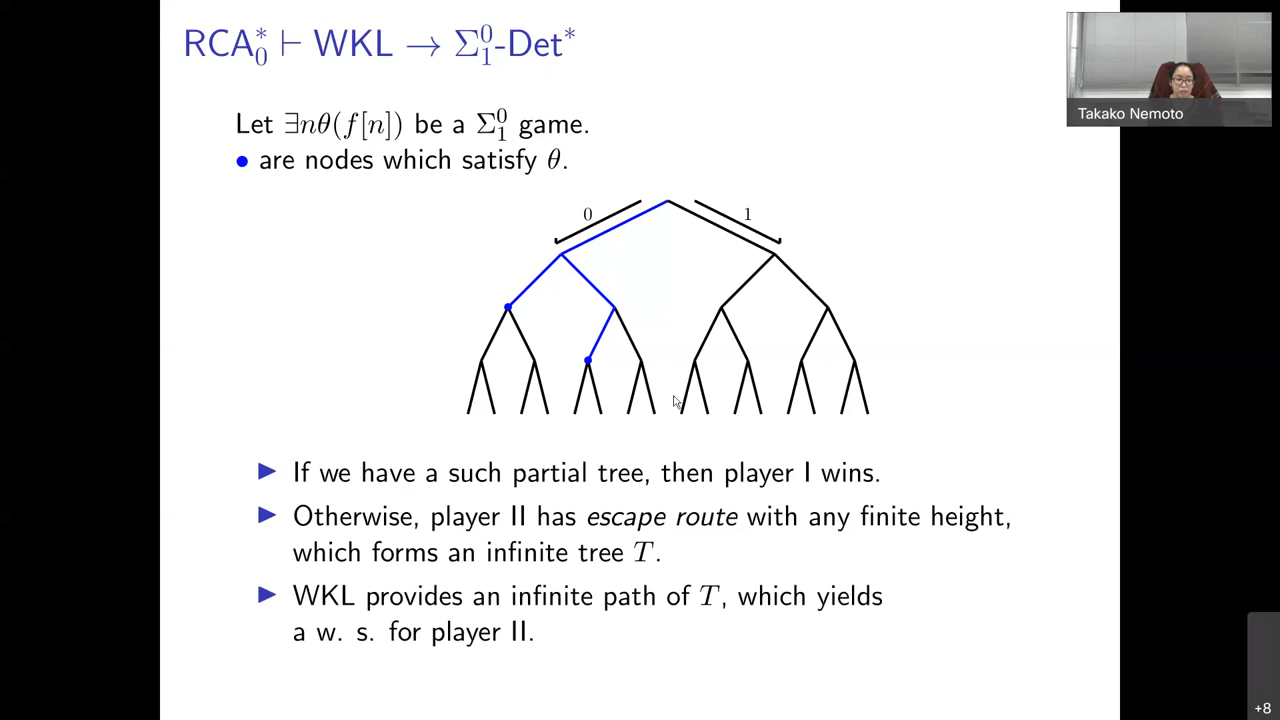 RCA₀* ⊢ WKL → Σ⁰₁-Det*
Takako Nemoto
Let ∃nθ(f[n]) be a Σ⁰₁ game.
• are nodes which satisfy θ.
0
1
▶ If we have a such partial tree, then player I wins.
▶ Otherwise, player II has escape route with any finite height,
which forms an infinite tree T.
▶ WKL provides an infinite path of T, which yields
a w. s. for player II.
+8